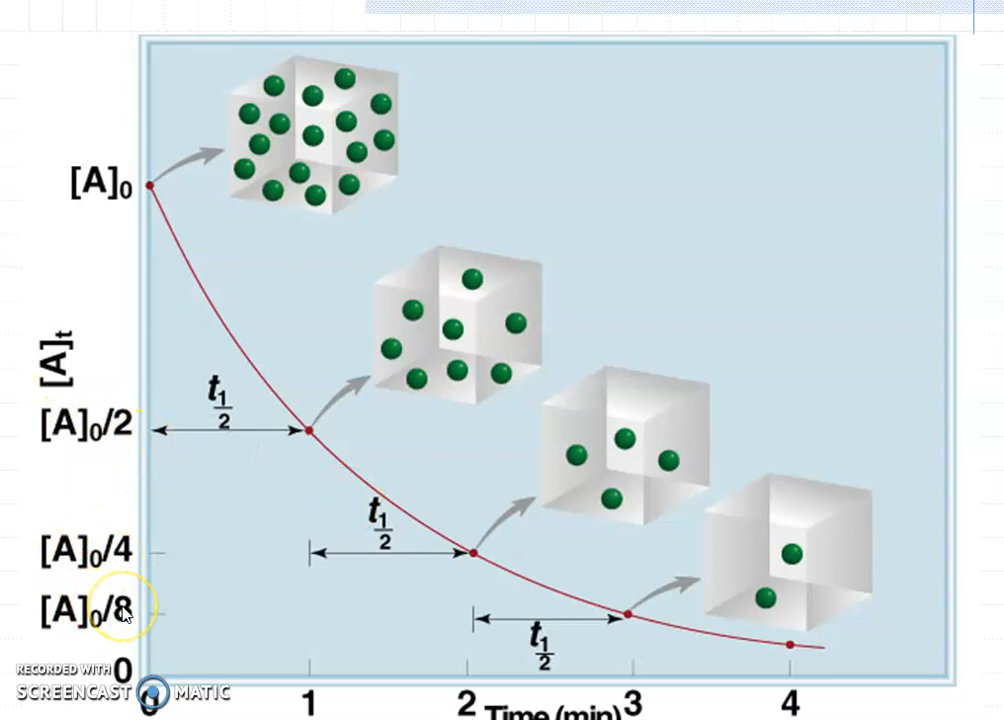 [A]₀
[A]t
t1/2
[A]₀/2
t1/2
[A]₀/4
[A]₀/8
t1/2
RECORDED WITH
SCREENCAST MATIC
0
0 1 2 3 4
Time (min)